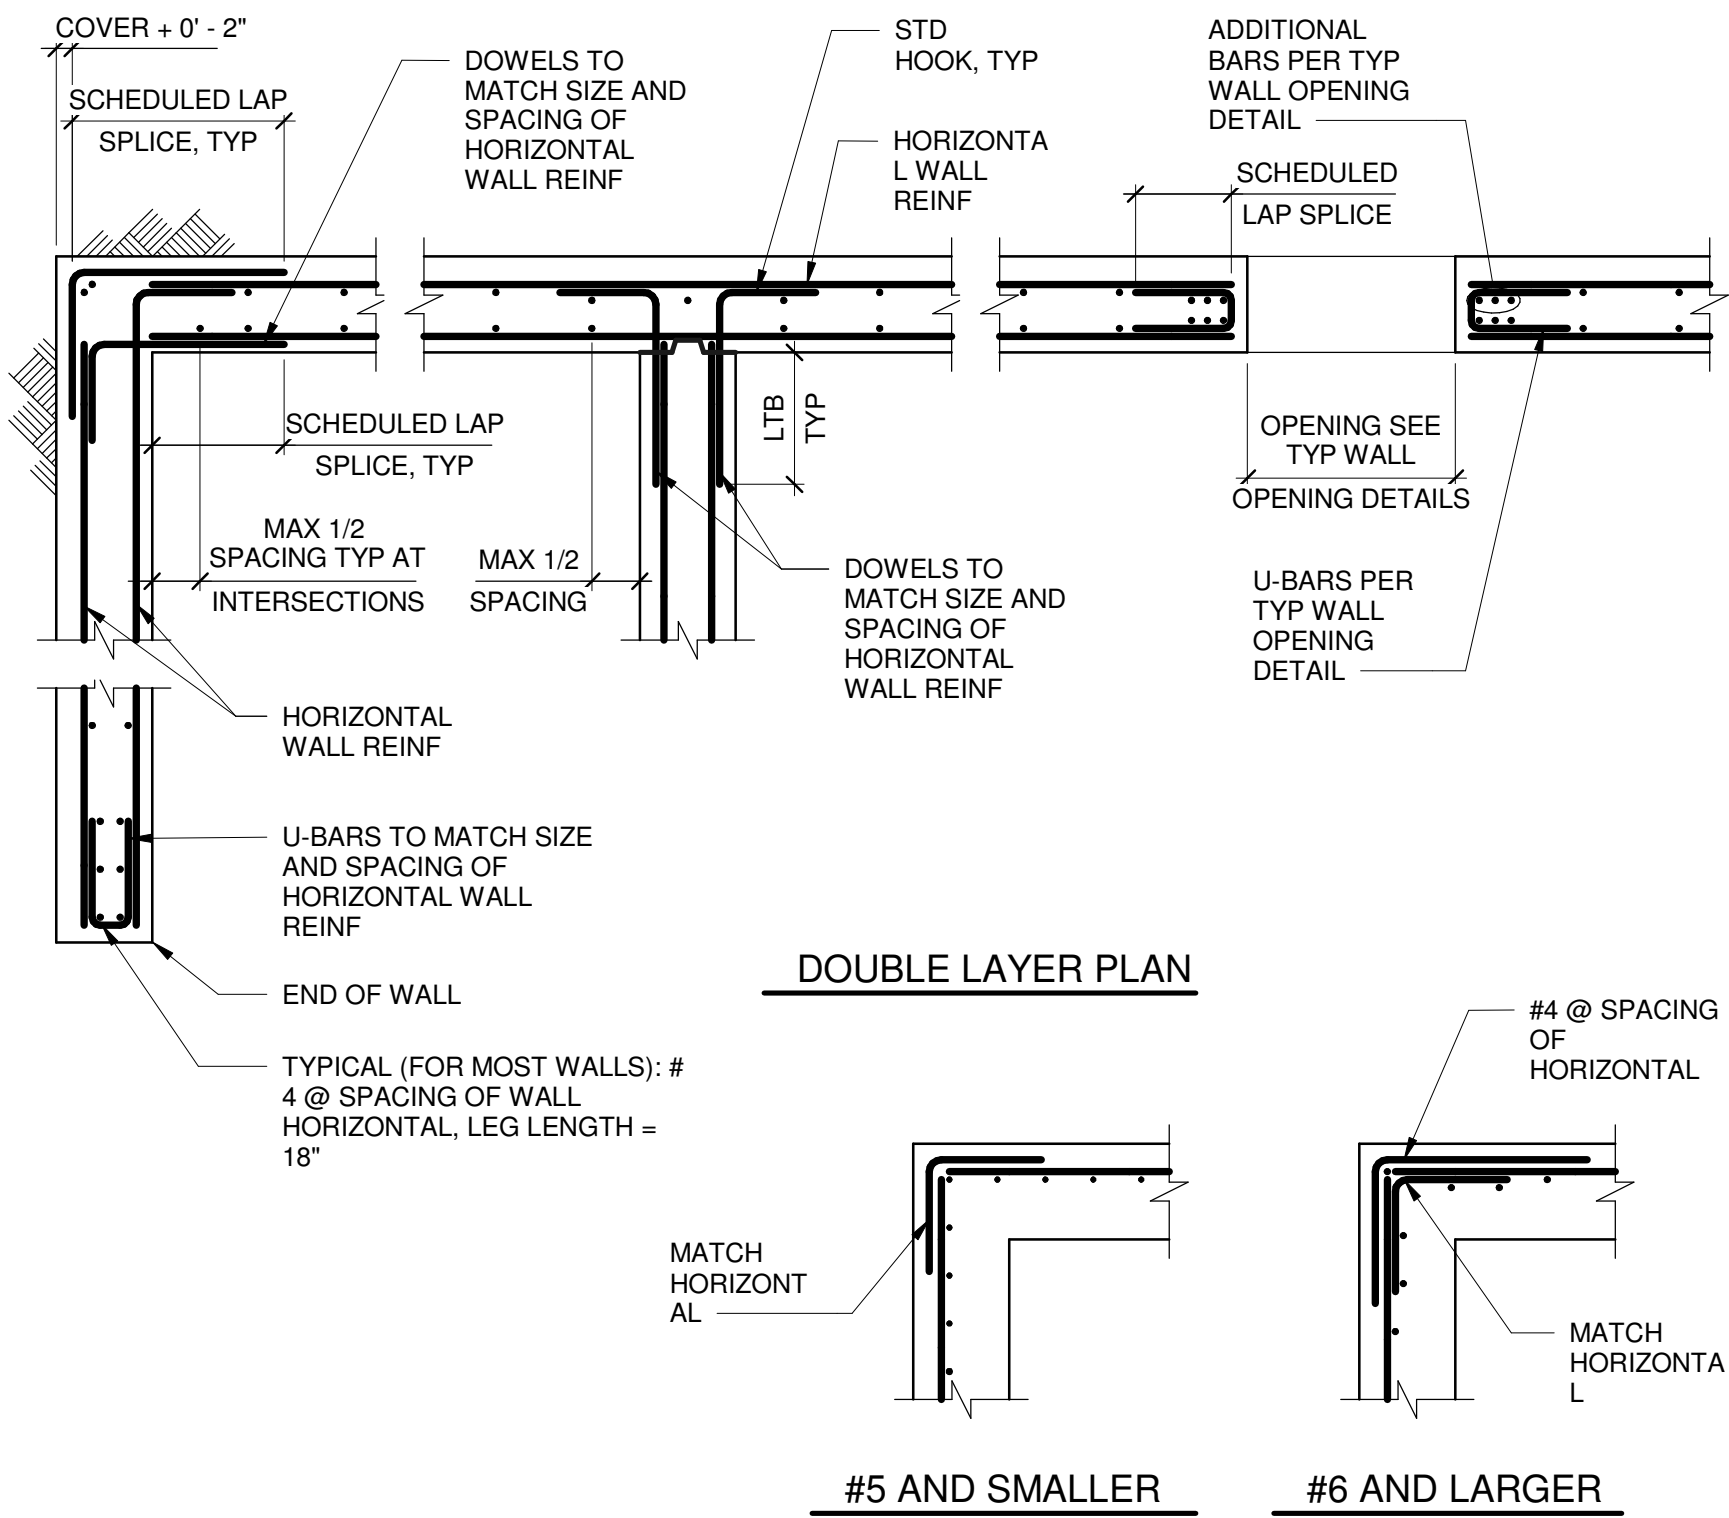 COVER + 0' - 2"
SCHEDULED LAP
SPLICE, TYP
DOWELS TO
MATCH SIZE AND
SPACING OF
HORIZONTAL
WALL REINF
STD
HOOK, TYP
HORIZONTA
L WALL
REINF
ADDITIONAL
BARS PER TYP
WALL OPENING
DETAIL
SCHEDULED
LAP SPLICE
SCHEDULED LAP
SPLICE, TYP
LTB
TYP
OPENING SEE
TYP WALL
OPENING DETAILS
MAX 1/2
SPACING TYP AT
INTERSECTIONS
MAX 1/2
SPACING
DOWELS TO
MATCH SIZE AND
SPACING OF
HORIZONTAL
WALL REINF
U-BARS PER
TYP WALL
OPENING
DETAIL
HORIZONTAL
WALL REINF
U-BARS TO MATCH SIZE
AND SPACING OF
HORIZONTAL WALL
REINF
END OF WALL
TYPICAL (FOR MOST WALLS): #
4 @ SPACING OF WALL
HORIZONTAL, LEG LENGTH =
18"
DOUBLE LAYER PLAN
#4 @ SPACING
OF
HORIZONTAL
MATCH
HORIZONT
AL
MATCH
HORIZONTA
L
#5 AND SMALLER
#6 AND LARGER